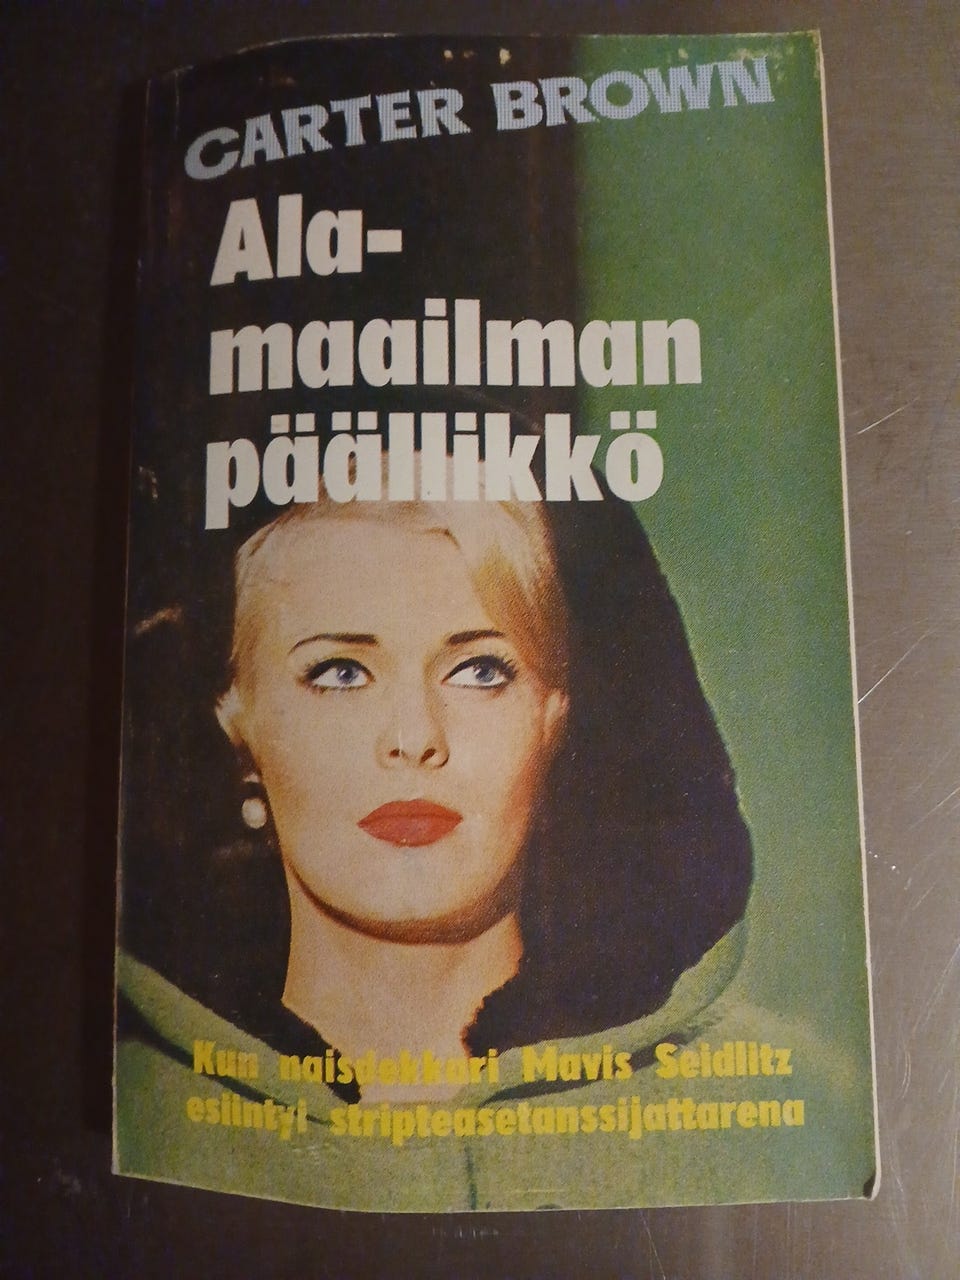 CARTER BROWN
Ala-
maailman
päällikkö
Kun naisdekkari Mavis Seidlitz
esiintyi stripteasetanssijattarena